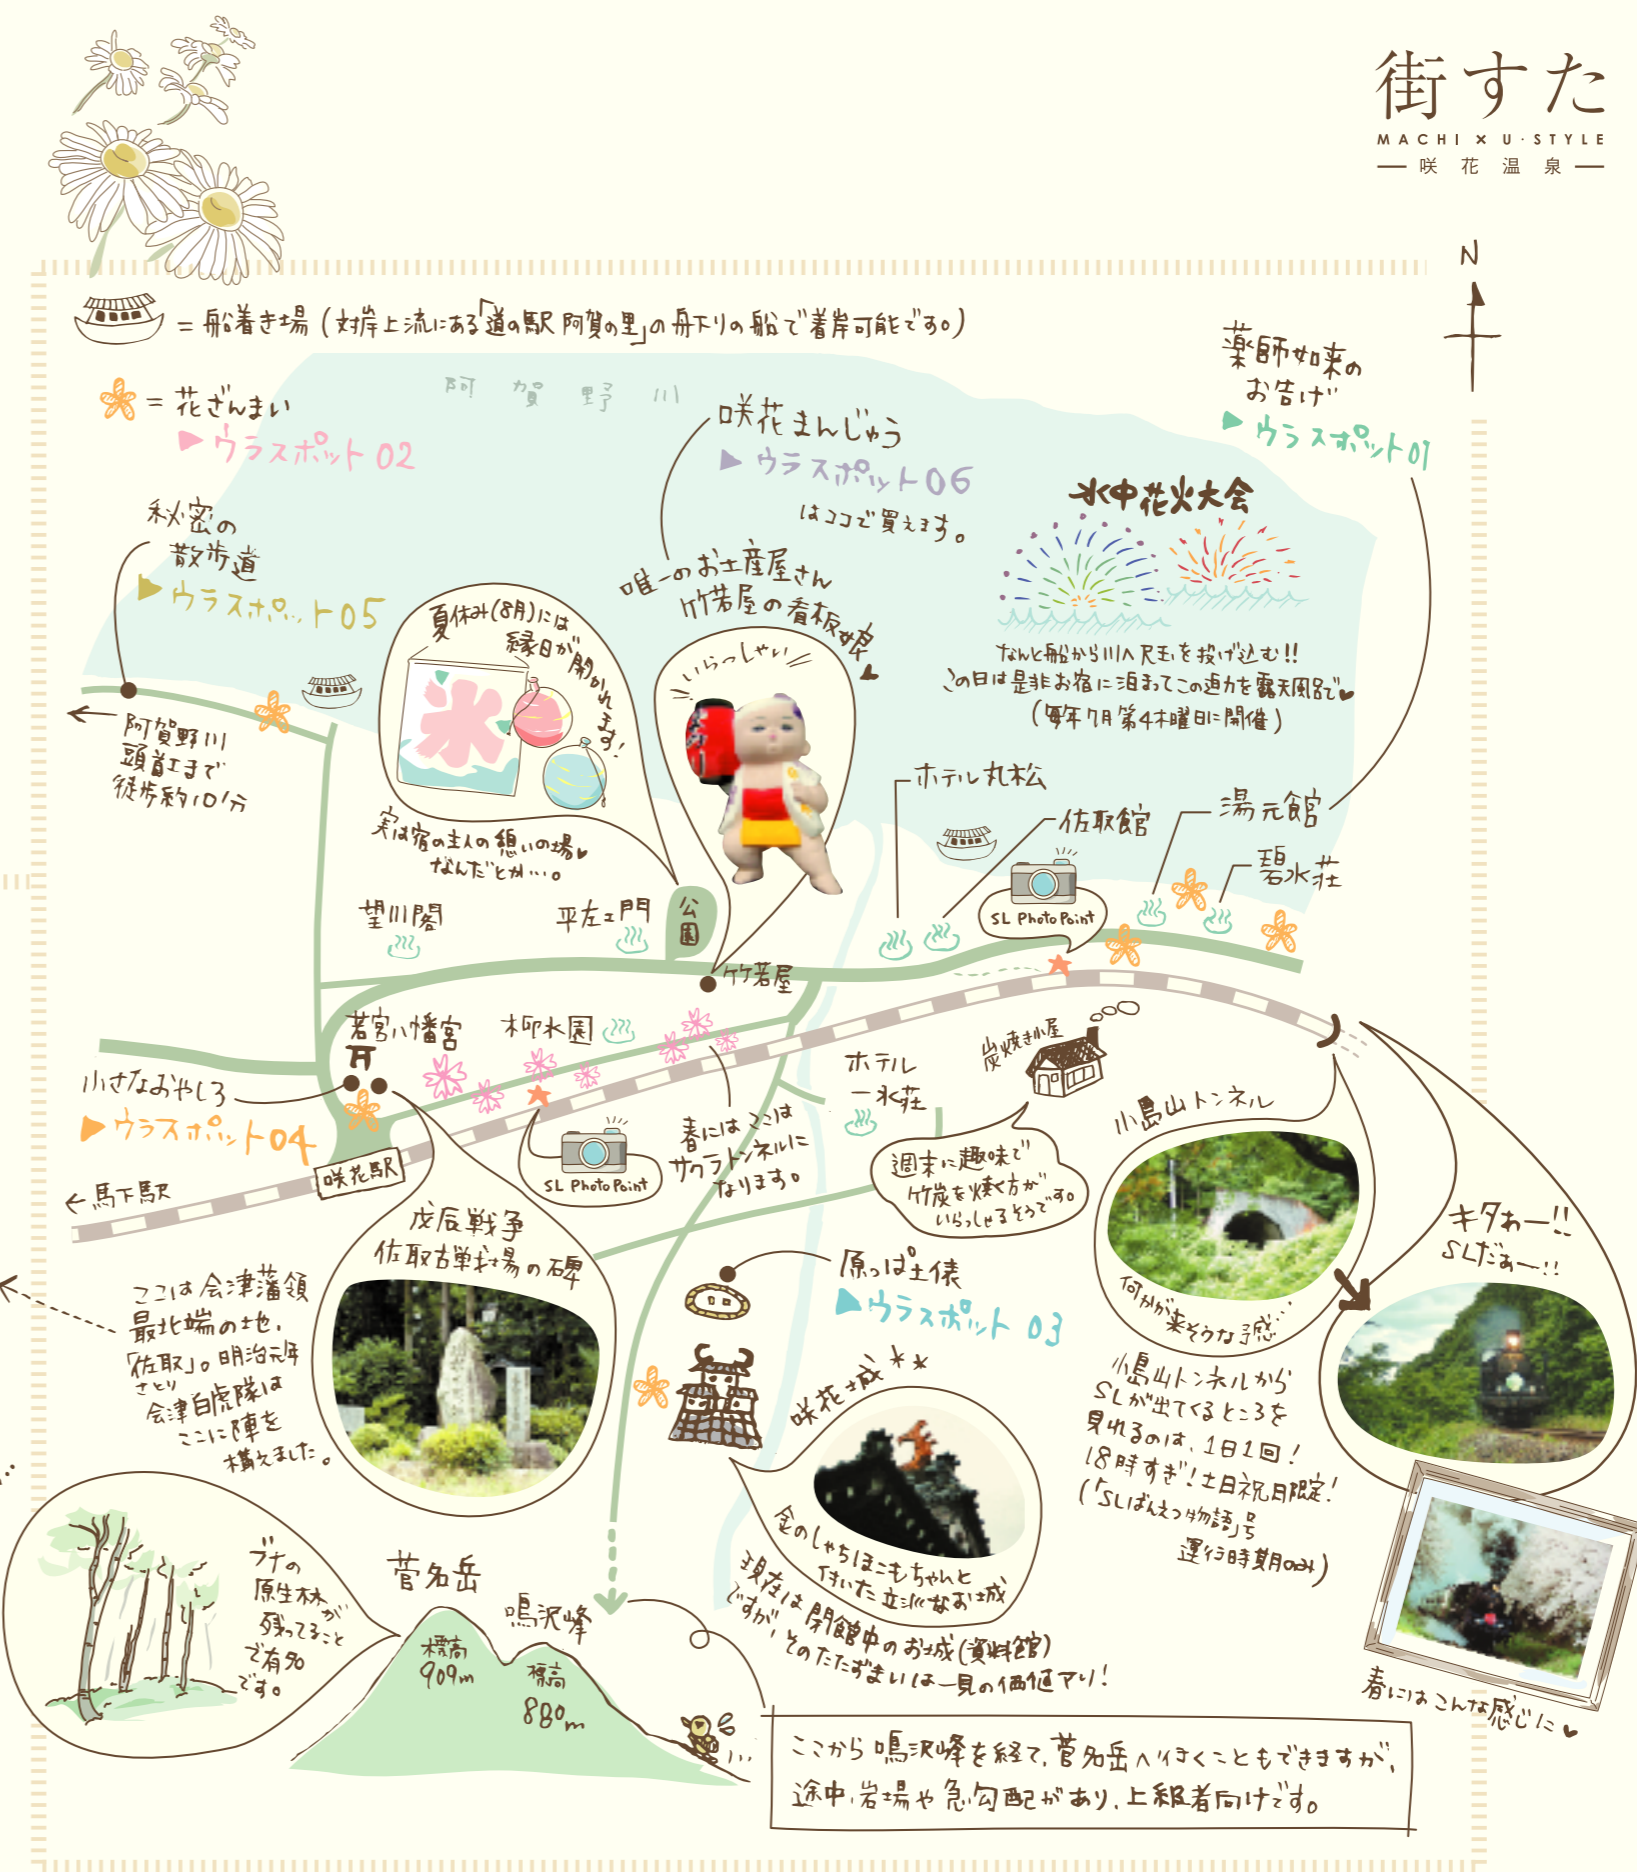 街すた
MACHI × U・STYLE
咲花温泉
N
=船着き場(対岸上流にある「道の駅 阿賀の里」の舟下りの船で着岸可能です。)
=花ざんまい
▶ウラスポット02
阿賀野川
咲花まんじゅう
▶ウラスポット06
はココで買えます。
薬師如来の
お告げ
▶ウラスポット01
水中花火大会
なんと船から川へ尺玉を投げ込む!!
この日は是非お宿に泊まってこの迫力を露天風呂で♥
(毎年7月第4木曜日に開催)
秘密の
散歩道
▶ウラスポット05
阿賀野川
頭首工まで
徒歩約10分
夏休み(8月)には
縁日が開かれます!
氷
実は宿の主人の憩いの場♥
なんだとか…。
唯一のお土産屋さん
竹若屋の看板娘♥
いらっしゃい
ホテル丸松
佐取館
湯元館
碧水荘
SL Photo Point
望川閣
平左エ門
公園
竹若屋
若宮八幡宮
柳水園
小さなおやしろ
▶ウラスポット04
←馬下駅
咲花駅
SL Photo Point
春にはここは
サクラトンネルに
なります。
ホテル
一水荘
炭焼き小屋
週末に趣味で
竹炭を焼く方が
いらっしゃるそうです。
小島山トンネル
何かが来そうな予感…
キタぁー!!
SLだぁー!!
小島山トンネルから
SLが出てくるところを
見れるのは、1日1回!
18時すぎ!土日祝日限定!
(「SLばんえつ物語」号
運行時期のみ)
春にはこんな感じに♥
戊辰戦争
佐取古戦場の碑
ここは会津藩領
最北端の地、
「佐取」。明治元年
さとり
会津白虎隊は
ここに陣を
構えました。
原っぱ土俵
▶ウラスポット03
咲花城**
金のしゃちほこもちゃんと
付いた立派なお城
現在は閉館中のお城(資料館)
ですが、そのたたずまいは一見の価値アリ!
ブナの
原生林が
残ってること
で有名
です。
菅名岳
標高
909m
鳴沢峰
標高
880m
ここから鳴沢峰を経て、菅名岳へ行くこともできますが、
途中、岩場や急勾配があり、上級者向けです。